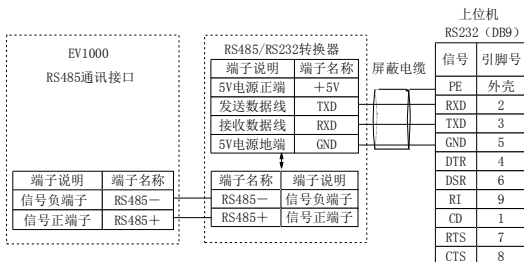 上位机
RS232（DB9）
EV1000
RS485通讯接口
RS485/RS232转换器
端子说明 端子名称
5V电源正端 ＋5V
发送数据线 TXD
接收数据线 RXD
5V电源地端 GND
屏蔽电缆
信号 引脚号
PE 外壳
RXD 2
TXD 3
GND 5
DTR 4
DSR 6
RI 9
CD 1
RTS 7
CTS 8
端子说明 端子名称
信号负端子 RS485－
信号正端子 RS485＋
端子名称 端子说明
RS485－ 信号负端子
RS485＋ 信号正端子